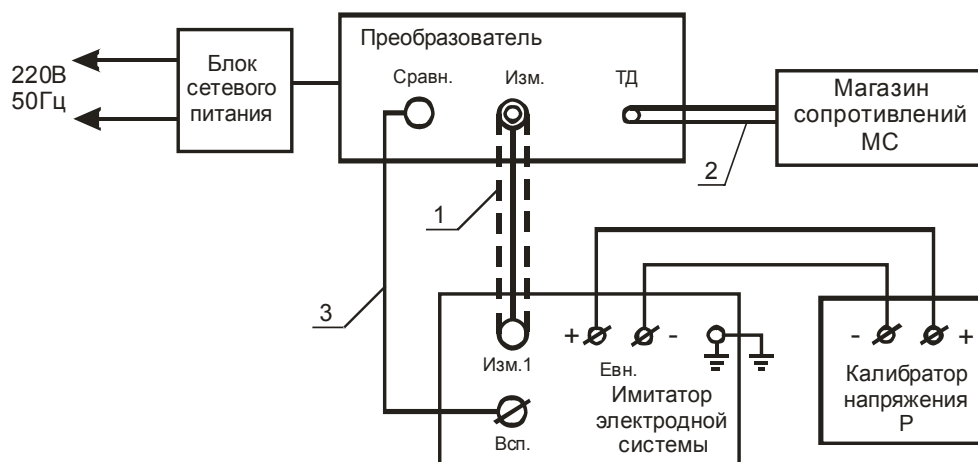 220В
50Гц
Блок
сетевого
питания
Преобразователь
Сравн.
Изм.
ТД
Магазин
сопротивлений
МС
1
2
3
+
-
Изм.1
Евн.
Имитатор
электродной
системы
Всп.
-
+
Калибратор
напряжения
Р